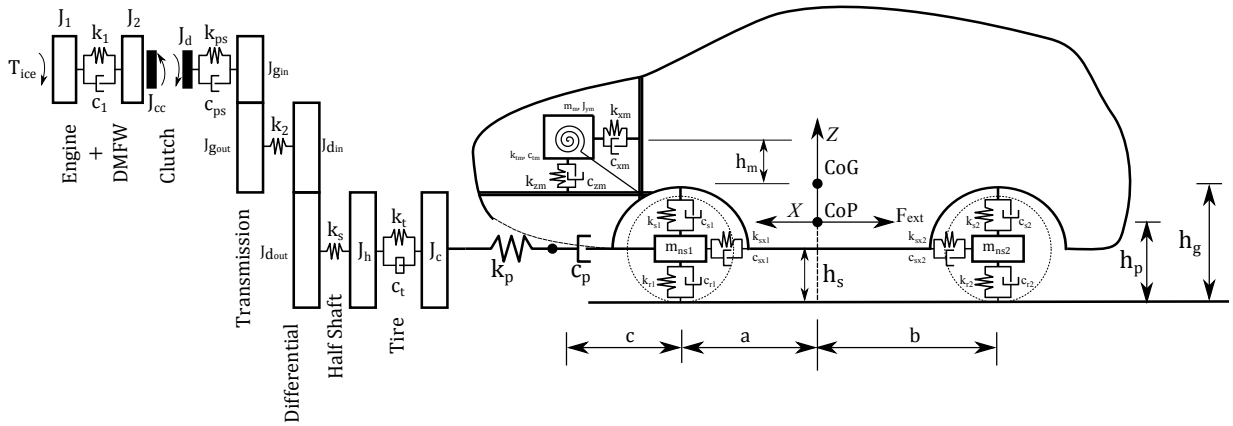 J1
J2
k1
c1
Tice
Jcc
Jd
kps
cps
Jgin
Jgout
k2
Jdin
Jdout
ks
Jh
kt
ct
Jc
Engine
+
DMFW
Clutch
Transmission
Differential
Half Shaft
Tire
kp
cp
mm, Jym
kxm
cxm
ktm, ctm
kzm
czm
hm
Z
CoG
X
CoP
Fext
ks1
cs1
mns1
ksx1
csx1
kr1
cr1
hs
ks2
cs2
mns2
ksx2
csx2
kr2
cr2
hp
hg
c
a
b